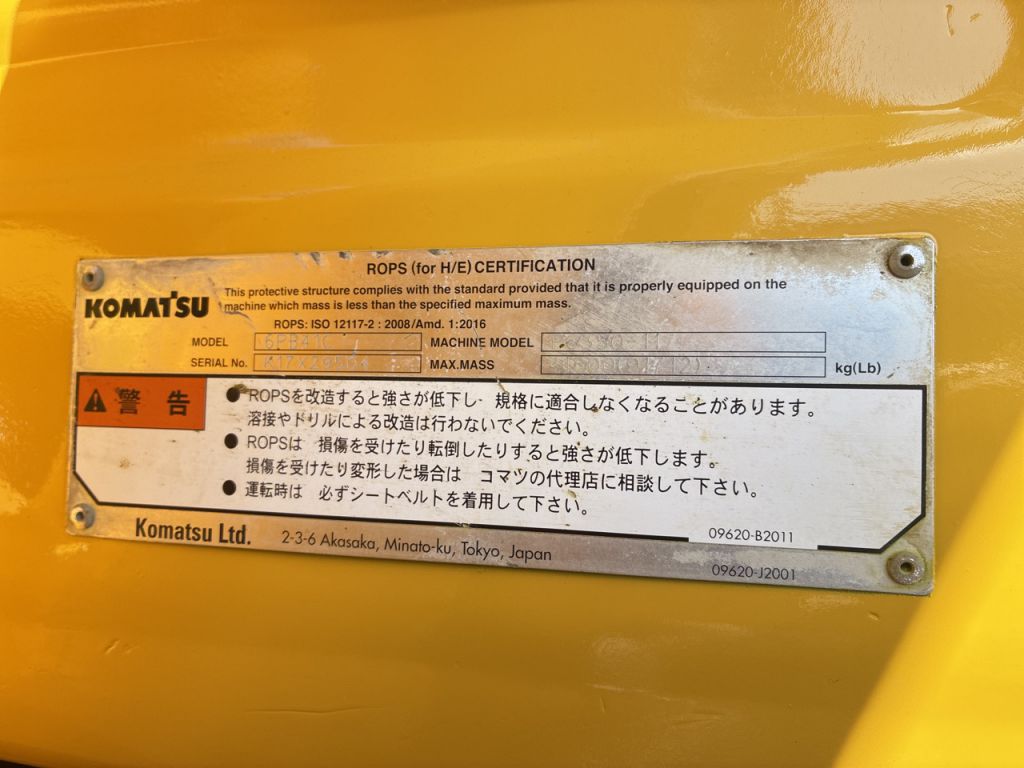 ROPS (for H/E) CERTIFICATION
KOMATSU
This protective structure complies with the standard provided that it is properly equipped on the
machine which mass is less than the specified maximum mass.
ROPS: ISO 12117-2 : 2008/Amd. 1:2016
MODEL MACHINE MODEL
SERIAL No. MAX.MASS kg(Lb)
警告
●ROPSを改造すると強さが低下し 規格に適合しなくなることがあります。
溶接やドリルによる改造は行わないでください。
●ROPSは 損傷を受けたり転倒したりすると強さが低下します。
損傷を受けたり変形した場合は コマツの代理店に相談して下さい。
●運転時は 必ずシートベルトを着用して下さい。
09620-B2011
Komatsu Ltd. 2-3-6 Akasaka, Minato-ku, Tokyo, Japan
09620-J2001